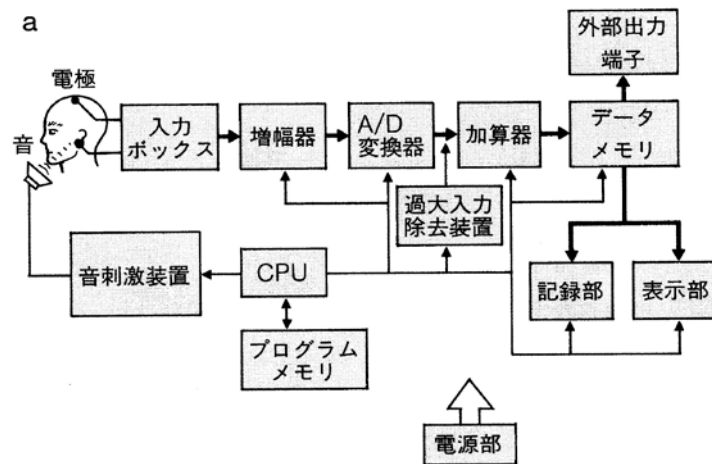 a
外部出力
端子
電極
音
入力
ボックス
増幅器
A/D
変換器
加算器
データ
メモリ
過大入力
除去装置
音刺激装置
CPU
記録部
表示部
プログラム
メモリ
電源部